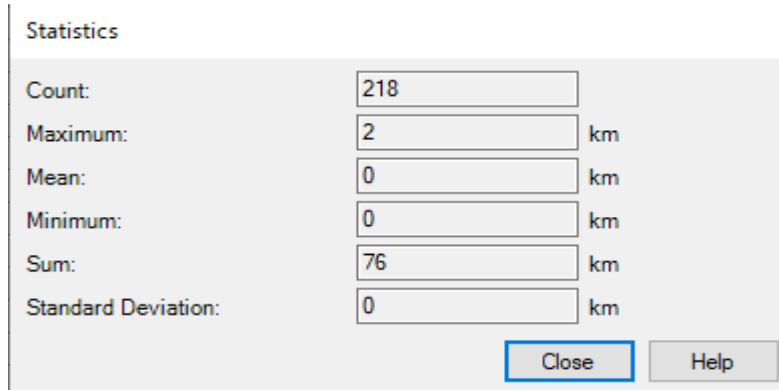 Statistics
Count: 218
Maximum: 2 km
Mean: 0 km
Minimum: 0 km
Sum: 76 km
Standard Deviation: 0 km
Close Help